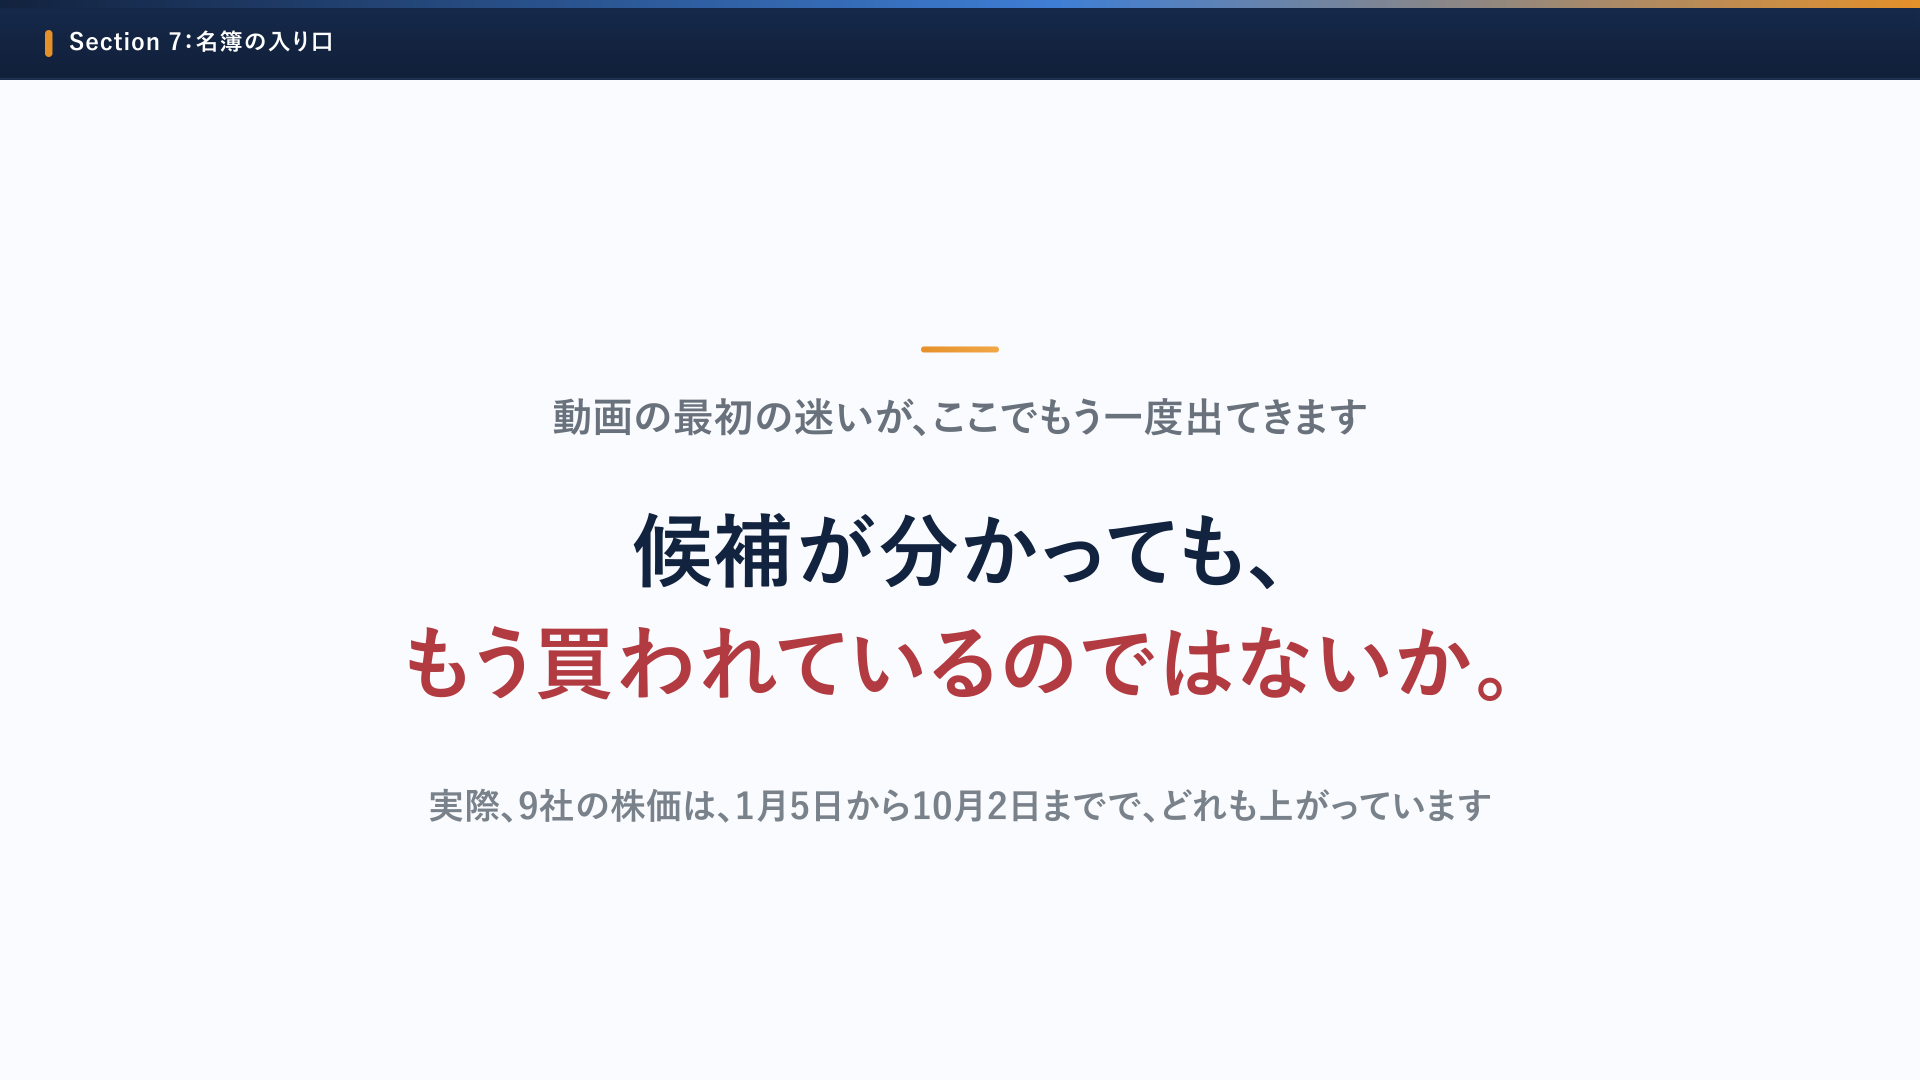 Section 7：名簿の入り口
動画の最初の迷いが、ここでもう一度出てきます
候補が分かっても、
もう買われているのではないか。
実際、9社の株価は、1月5日から10月2日までで、どれも上がっています